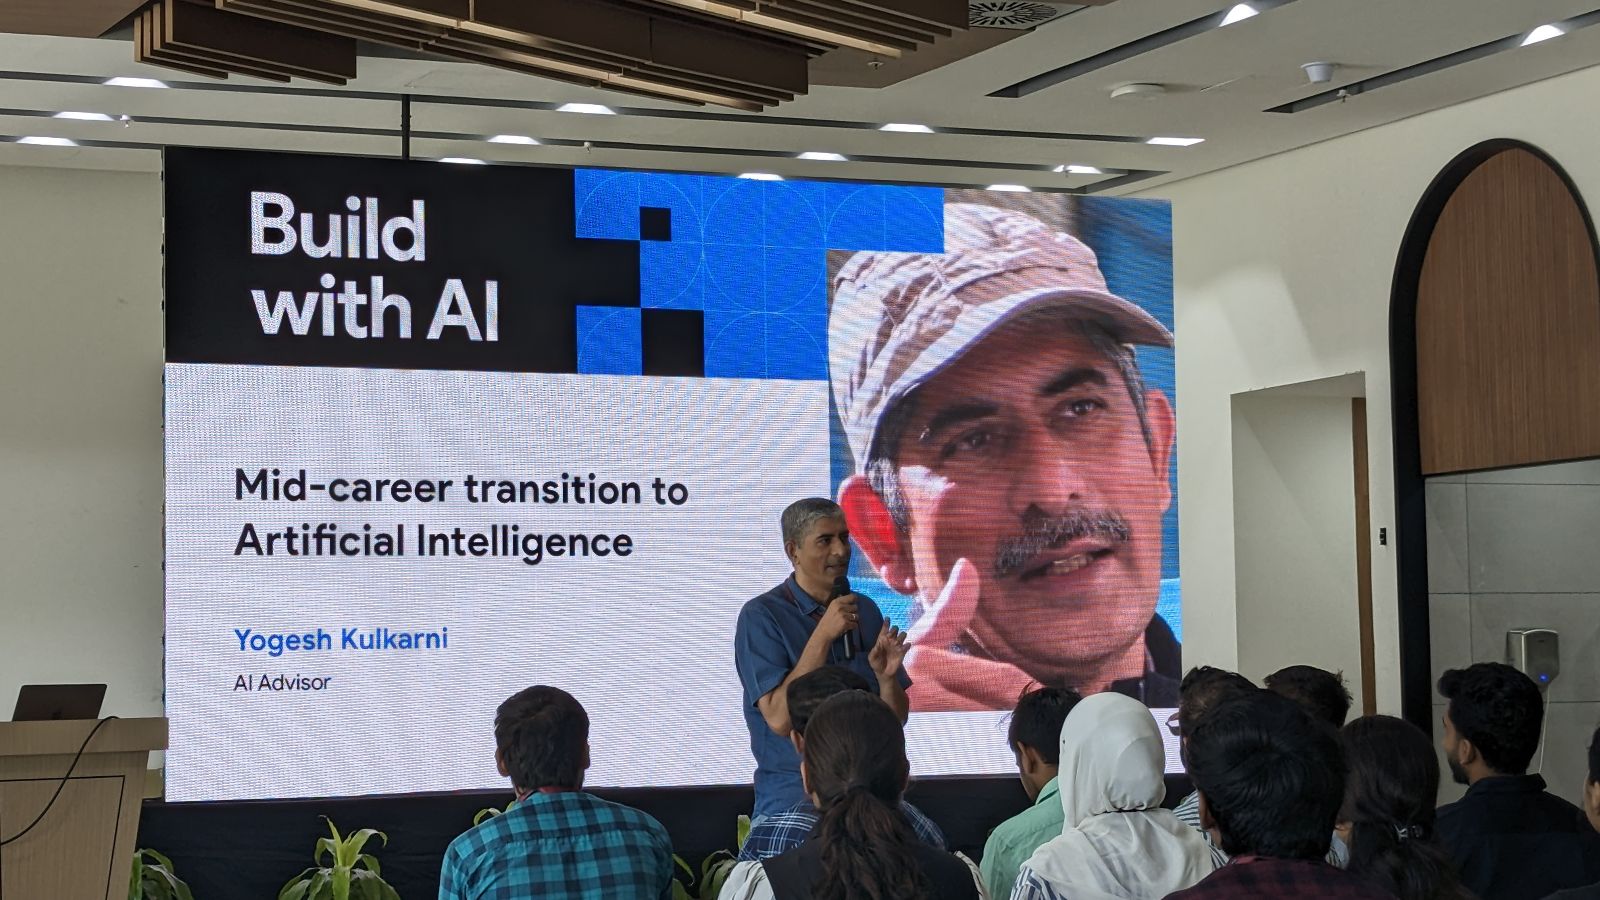 Build
with AI
Mid-career transition to
Artificial Intelligence
Yogesh Kulkarni
AI Advisor